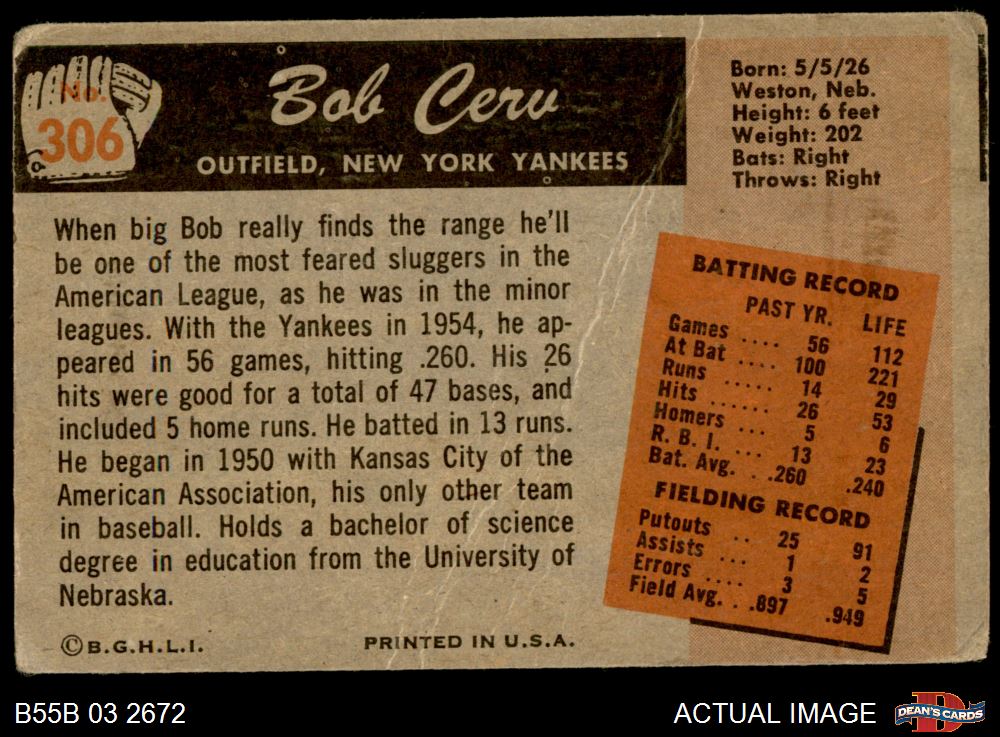 No.
306
Bob Cerv
OUTFIELD, NEW YORK YANKEES
Born: 5/5/26
Weston, Neb.
Height: 6 feet
Weight: 202
Bats: Right
Throws: Right
When big Bob really finds the range he'll
be one of the most feared sluggers in the
American League, as he was in the minor
leagues. With the Yankees in 1954, he ap-
peared in 56 games, hitting .260. His 26
hits were good for a total of 47 bases, and
included 5 home runs. He batted in 13 runs.
He began in 1950 with Kansas City of the
American Association, his only other team
in baseball. Holds a bachelor of science
degree in education from the University of
Nebraska.
©B.G.H.L.I.
PRINTED IN U.S.A.
BATTING RECORD
PAST YR. LIFE
Games .... 56 112
At Bat .... 100 221
Runs ..... 14 29
Hits ...... 26 53
Homers ... 5 6
R. B. I. ... 13 23
Bat. Avg. .260 .240
FIELDING RECORD
Putouts .. 25 91
Assists .... 1 2
Errors .... 3 5
Field Avg. . .897 .949
B55B 03 2672
ACTUAL IMAGE
DEAN'S CARDS